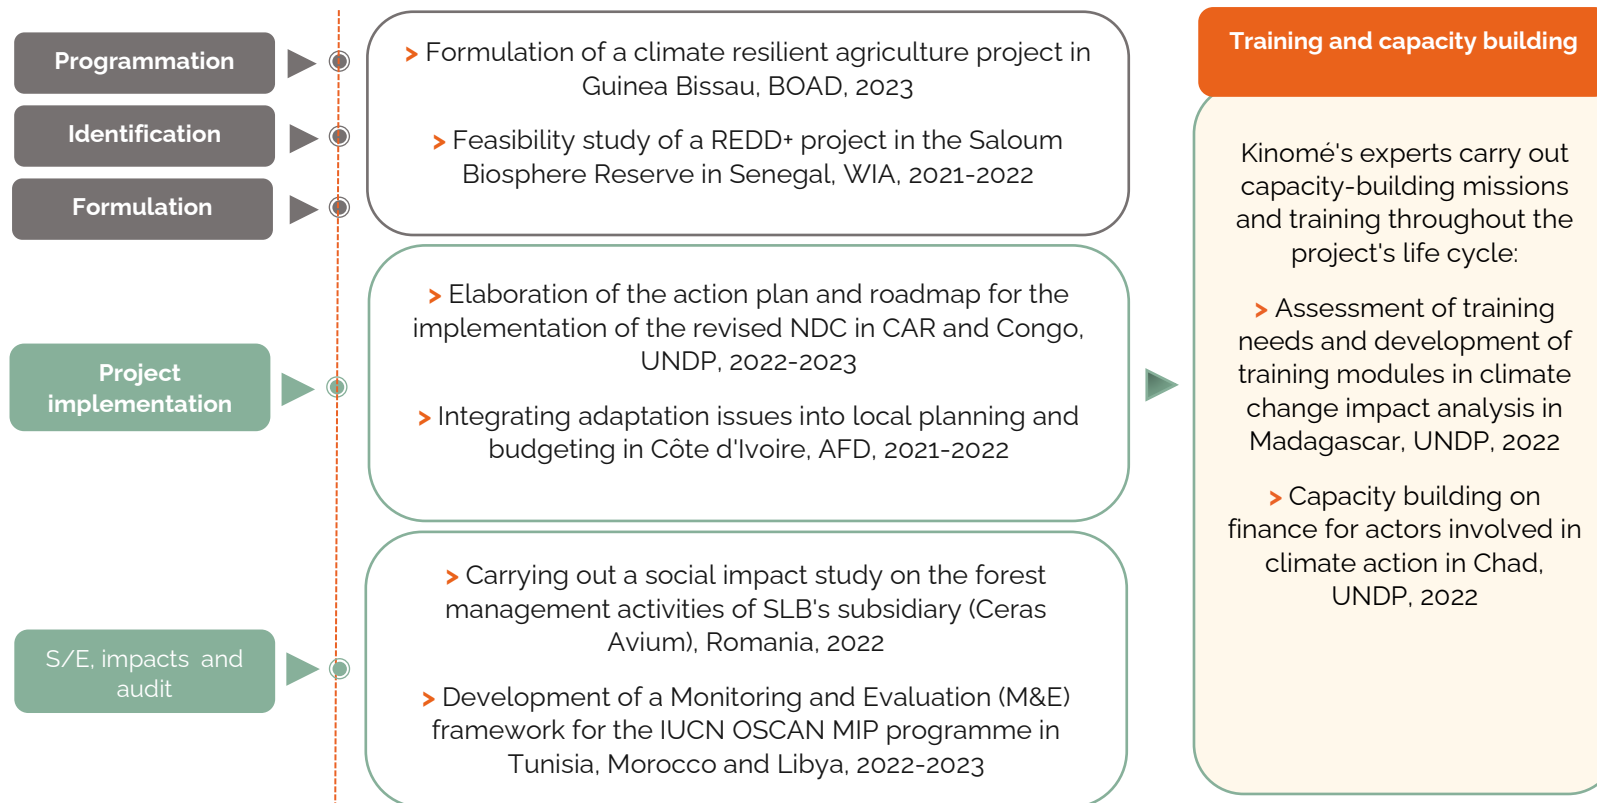 Programmation
Identification
Formulation
> Formulation of a climate resilient agriculture project in
Guinea Bissau, BOAD, 2023
> Feasibility study of a REDD+ project in the Saloum
Biosphere Reserve in Senegal, WIA, 2021-2022
Project
implementation
> Elaboration of the action plan and roadmap for the
implementation of the revised NDC in CAR and Congo,
UNDP, 2022-2023
> Integrating adaptation issues into local planning and
budgeting in Côte d'Ivoire, AFD, 2021-2022
S/E, impacts and
audit
> Carrying out a social impact study on the forest
management activities of SLB's subsidiary (Ceras
Avium), Romania, 2022
> Development of a Monitoring and Evaluation (M&E)
framework for the IUCN OSCAN MIP programme in
Tunisia, Morocco and Libya, 2022-2023
Training and capacity building
Kinomé's experts carry out
capacity-building missions
and training throughout the
project's life cycle:
> Assessment of training
needs and development of
training modules in climate
change impact analysis in
Madagascar, UNDP, 2022
> Capacity building on
finance for actors involved in
climate action in Chad,
UNDP, 2022